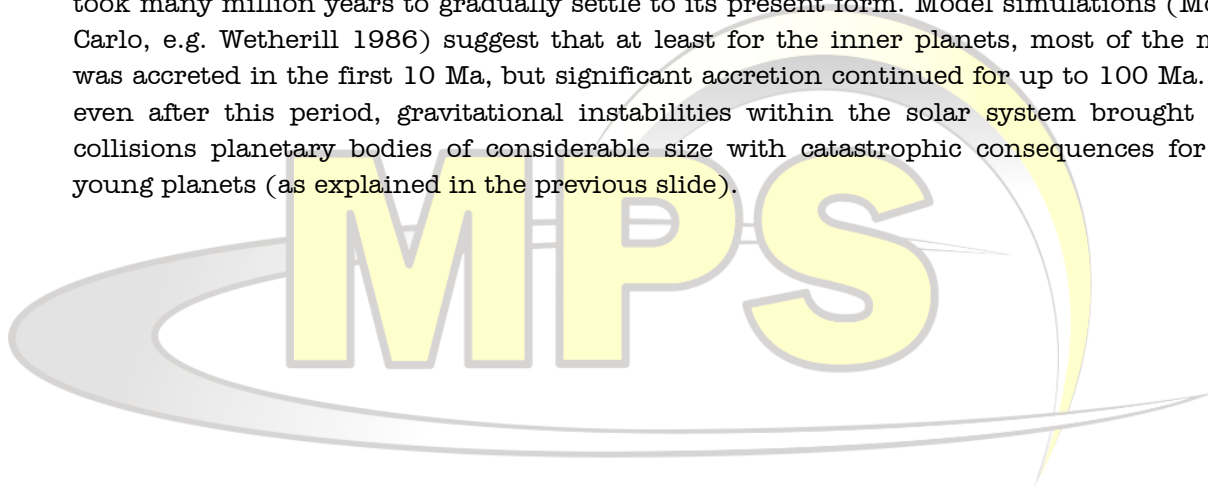 took many million years to gradually settle to its present form. Model simulations
Carlo, e.g. Wetherill 1986) suggest that at least for the inner planets, most of the
was accreted in the first 10 Ma, but significant accretion continued for up to 100 Ma.
even after this period, gravitational instabilities within the solar system brought
collisions planetary bodies of considerable size with catastrophic consequences for
young planets (as explained in the previous slide).
MPS